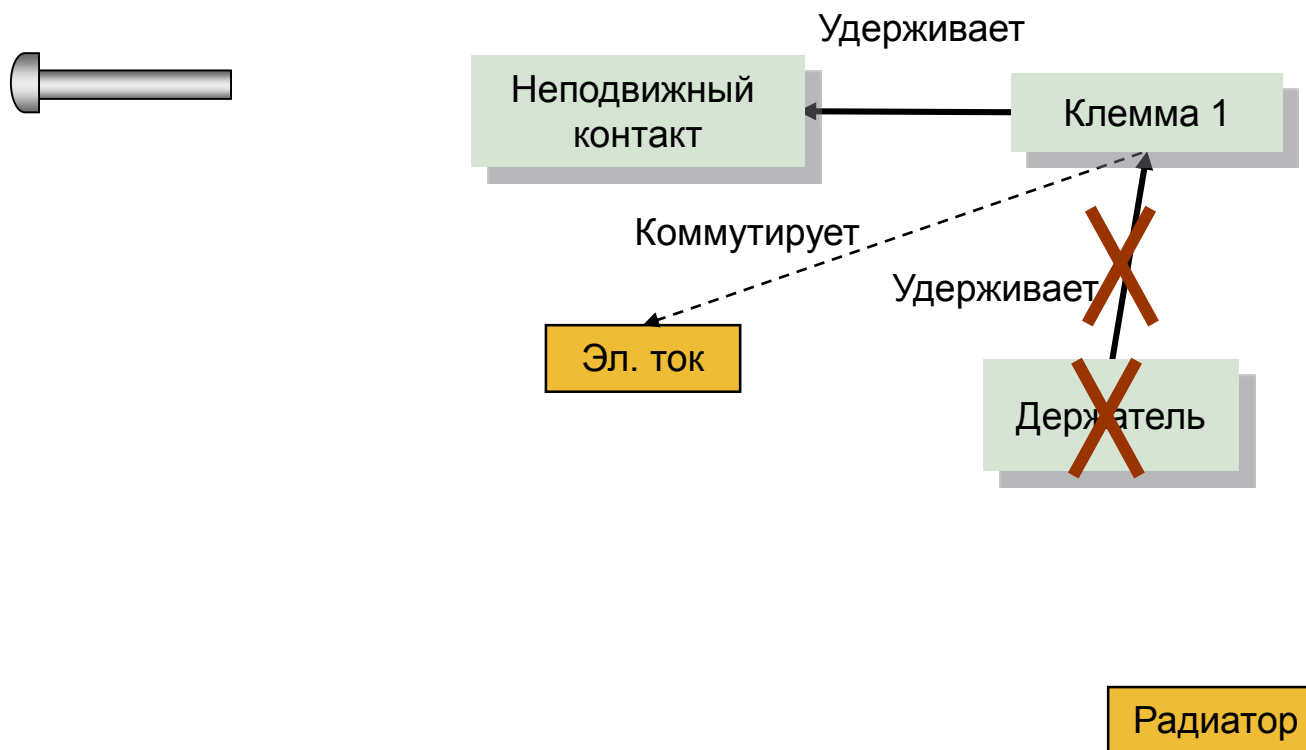 Удерживает
Неподвижный
контакт
Клемма 1
Коммутирует
Удерживает
Эл. ток
Держатель
Радиатор